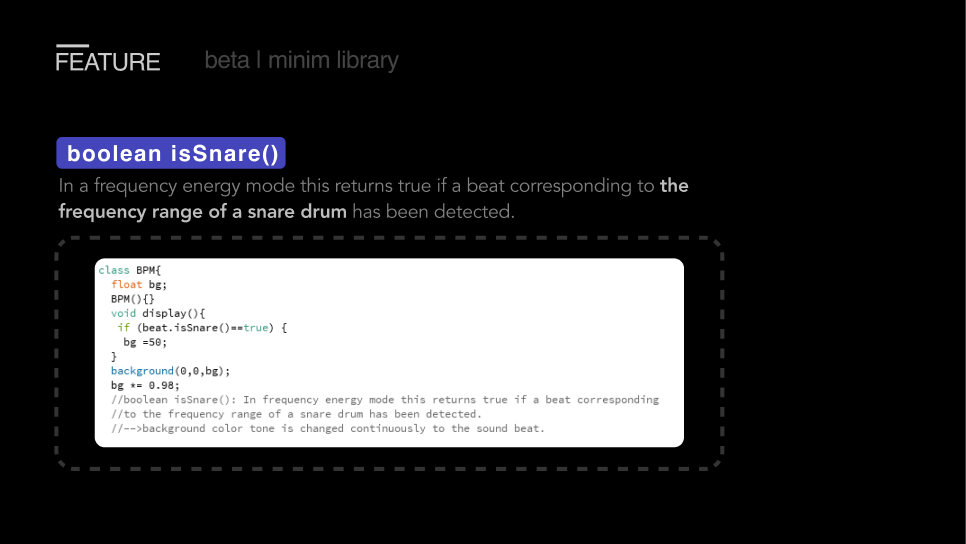 FEATURE
beta | minim library
boolean isSnare()
In a frequency energy mode this returns true if a beat corresponding to the
frequency range of a snare drum has been detected.
class BPM{
float bg;
BPM(){}
void display(){
if (beat.isSnare()==true) {
bg =50;
}
background(0,0,bg);
bg *= 0.98;
//boolean isSnare(): In frequency energy mode this returns true if a beat corresponding
//to the frequency range of a snare drum has been detected.
//-->background color tone is changed continuously to the sound beat.